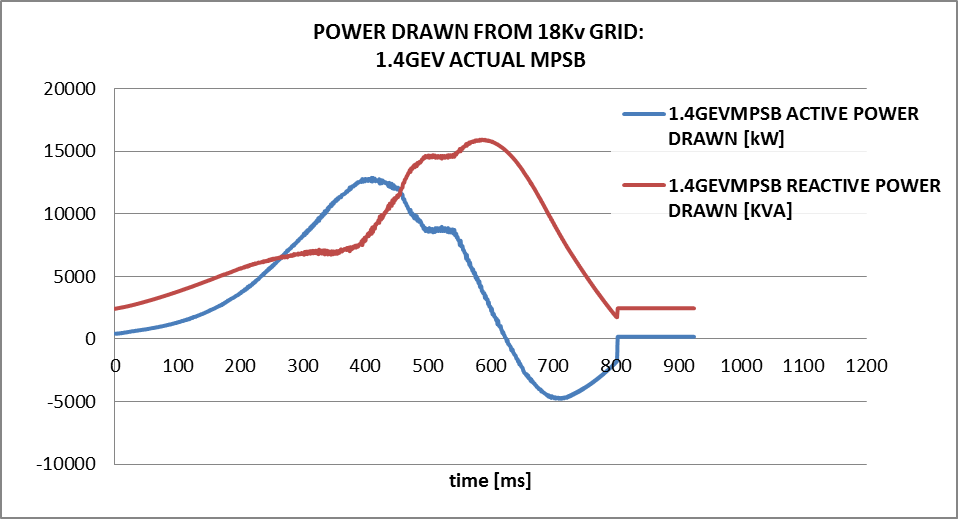 POWER DRAWN FROM 18Kv GRID:
1.4GEV ACTUAL MPSB
20000
15000
10000
5000
0
-5000
-10000
0 100 200 300 400 500 600 700 800 900 1000 1100 1200
time [ms]
1.4GEVMPSB ACTIVE POWER
DRAWN [kW]
1.4GEVMPSB REACTIVE POWER
DRAWN [KVA]